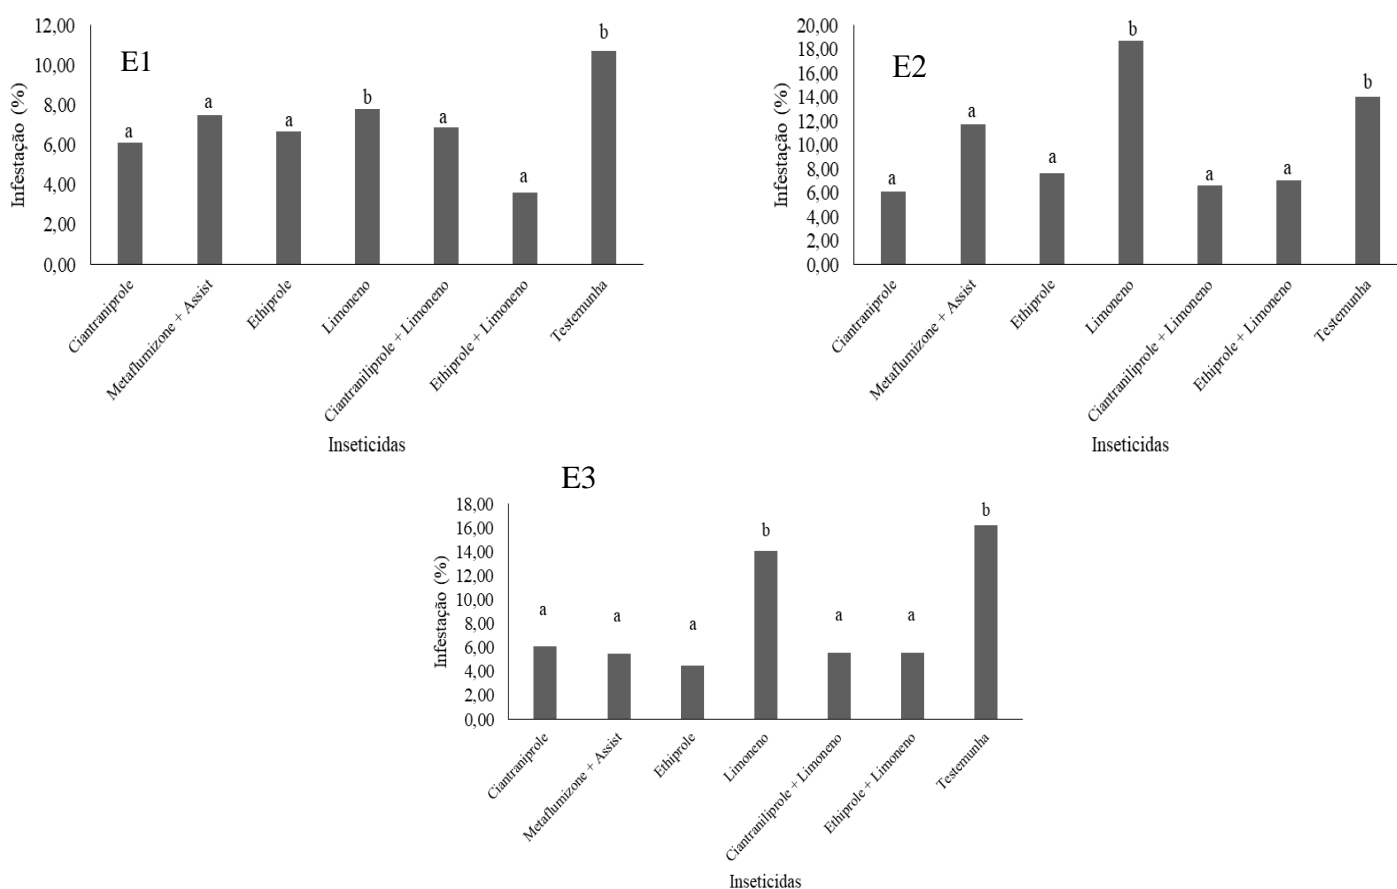 E1
Infestação (%)
12,00
10,00
8,00
6,00
4,00
2,00
0,00
a
a
a
b
a
a
b
Ciantraniprole
Metaflumizone + Assist
Ethiprole
Limoneno
Ciantraniliprole + Limoneno
Ethiprole + Limoneno
Testemunha
Inseticidas
E2
Infestação (%)
20,00
18,00
16,00
14,00
12,00
10,00
8,00
6,00
4,00
2,00
0,00
a
a
a
b
a
a
b
Ciantraniprole
Metaflumizone + Assist
Ethiprole
Limoneno
Ciantraniliprole + Limoneno
Ethiprole + Limoneno
Testemunha
Inseticidas
E3
Infestação (%)
18,00
16,00
14,00
12,00
10,00
8,00
6,00
4,00
2,00
0,00
a
a
a
b
a
a
b
Ciantraniprole
Metaflumizone + Assist
Ethiprole
Limoneno
Ciantraniliprole + Limoneno
Ethiprole + Limoneno
Testemunha
Inseticidas